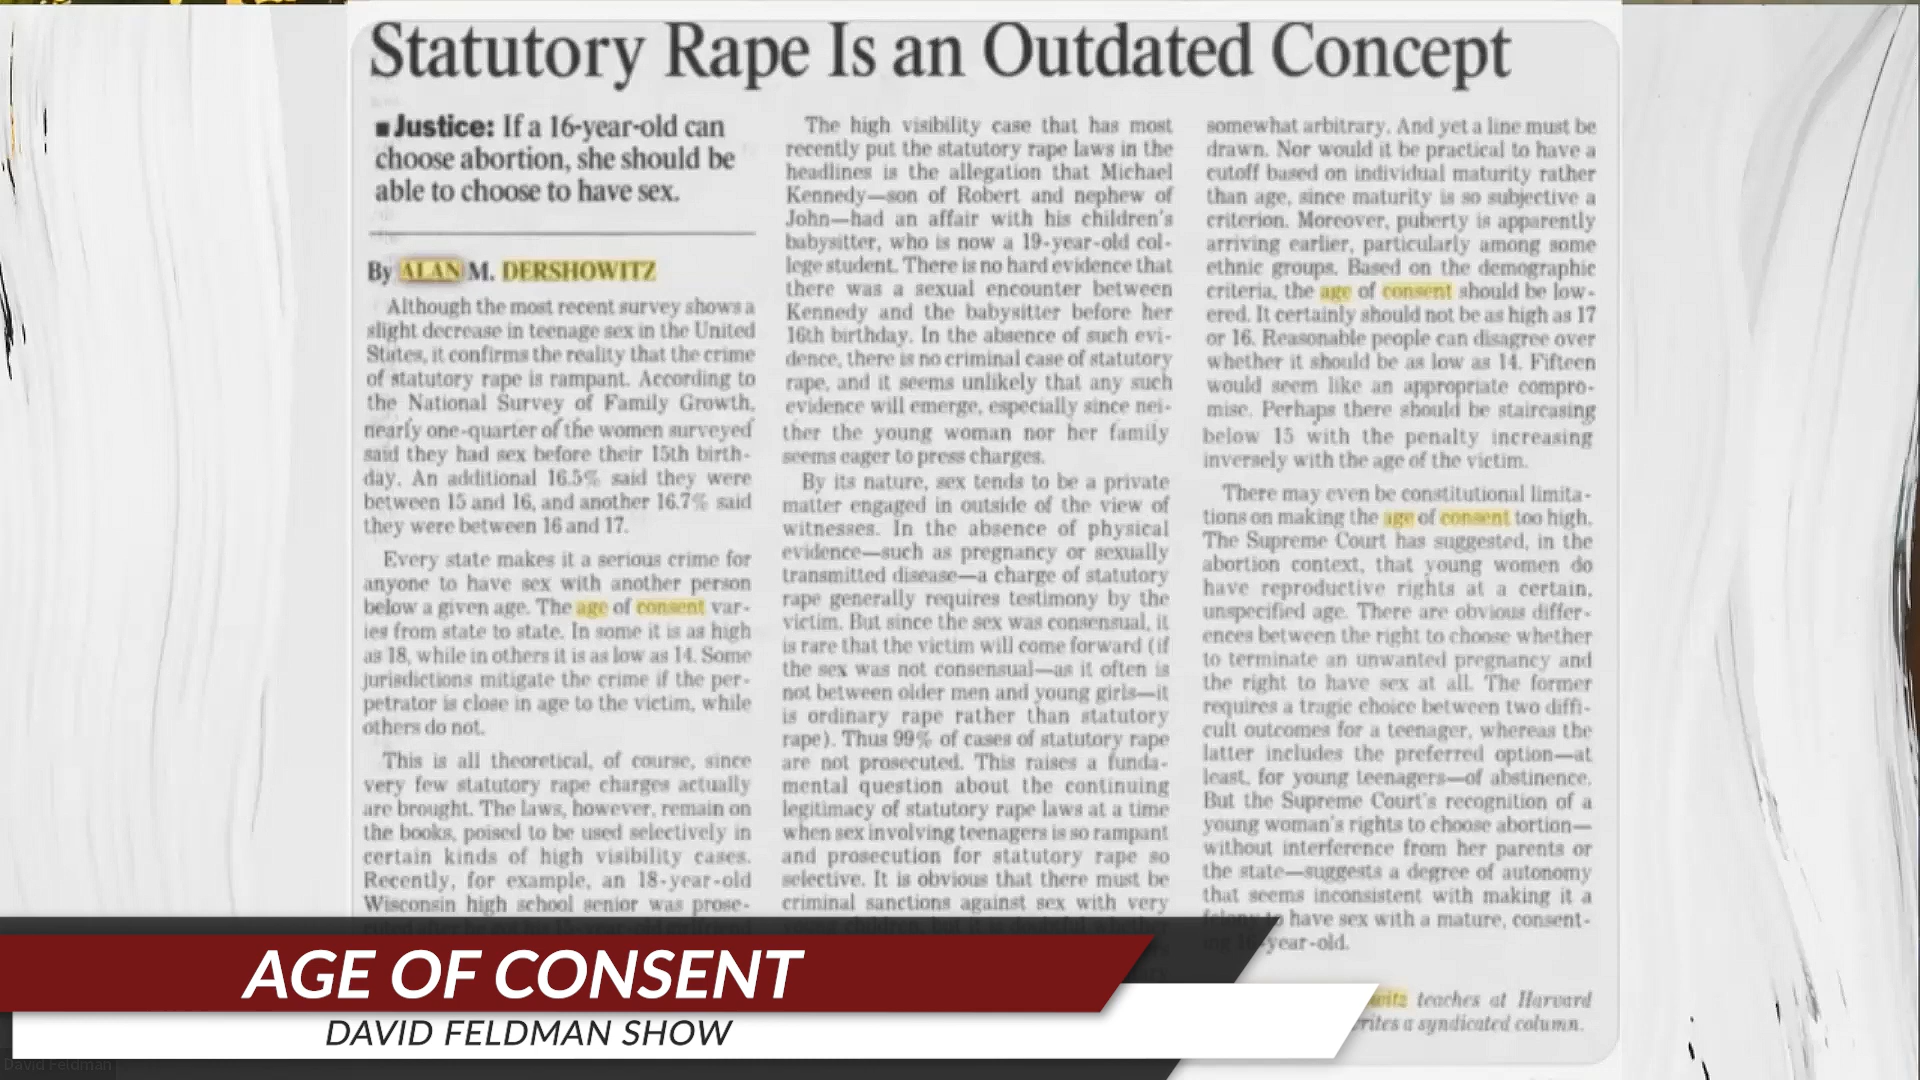 Statutory Rape Is an Outdated Concept
■ Justice: If a 16-year-old can
choose abortion, she should be
able to choose to have sex.
By ALAN M. DERSHOWITZ
Although the most recent survey shows a
slight decrease in teenage sex in the United
States, it confirms the reality that the crime
of statutory rape is rampant. According to
the National Survey of Family Growth,
nearly one-quarter of the women surveyed
said they had sex before their 15th birth-
day. An additional 16.5% said they were
between 15 and 16, and another 16.7% said
they were between 16 and 17.
Every state makes it a serious crime for
anyone to have sex with another person
below a given age. The age of consent var-
ies from state to state. In some it is as high
as 18, while in others it is as low as 14. Some
jurisdictions mitigate the crime if the per-
petrator is close in age to the victim, while
others do not.
This is all theoretical, of course, since
very few statutory rape charges actually
are brought. The laws, however, remain on
the books, poised to be used selectively in
certain kinds of high visibility cases.
Recently, for example, an 18-year-old
Wisconsin high school senior was prose-
cuted after he got his 15-year-old girlfriend
The high visibility case that has most
recently put the statutory rape laws in the
headlines is the allegation that Michael
Kennedy—son of Robert and nephew of
John—had an affair with his children's
babysitter, who is now a 19-year-old col-
lege student. There is no hard evidence that
there was a sexual encounter between
Kennedy and the babysitter before her
16th birthday. In the absence of such evi-
dence, there is no criminal case of statutory
rape, and it seems unlikely that any such
evidence will emerge, especially since nei-
ther the young woman nor her family
seems eager to press charges.
By its nature, sex tends to be a private
matter engaged in outside of the view of
witnesses. In the absence of physical
evidence—such as pregnancy or sexually
transmitted disease—a charge of statutory
rape generally requires testimony by the
victim. But since the sex was consensual, it
is rare that the victim will come forward (if
the sex was not consensual—as it often is
not between older men and young girls—it
is ordinary rape rather than statutory
rape). Thus 99% of cases of statutory rape
are not prosecuted. This raises a funda-
mental question about the continuing
legitimacy of statutory rape laws at a time
when sex involving teenagers is so rampant
and prosecution for statutory rape so
selective. It is obvious that there must be
criminal sanctions against sex with very
young children, but it is doubtful whether
somewhat arbitrary. And yet a line must be
drawn. Nor would it be practical to have a
cutoff based on individual maturity rather
than age, since maturity is so subjective a
criterion. Moreover, puberty is apparently
arriving earlier, particularly among some
ethnic groups. Based on the demographic
criteria, the age of consent should be low-
ered. It certainly should not be as high as 17
or 16. Reasonable people can disagree over
whether it should be as low as 14. Fifteen
would seem like an appropriate compro-
mise. Perhaps there should be staircasing
below 15 with the penalty increasing
inversely with the age of the victim.
There may even be constitutional limita-
tions on making the age of consent too high.
The Supreme Court has suggested, in the
abortion context, that young women do
have reproductive rights at a certain,
unspecified age. There are obvious differ-
ences between the right to choose whether
to terminate an unwanted pregnancy and
the right to have sex at all. The former
requires a tragic choice between two diffi-
cult outcomes for a teenager, whereas the
latter includes the preferred option—at
least, for young teenagers—of abstinence.
But the Supreme Court's recognition of a
young woman's rights to choose abortion—
without interference from her parents or
the state—suggests a degree of autonomy
that seems inconsistent with making it a
felony to have sex with a mature, consent-
ing 16-year-old.
teaches at Harvard
a syndicated column.
AGE OF CONSENT
DAVID FELDMAN SHOW
David Feldman